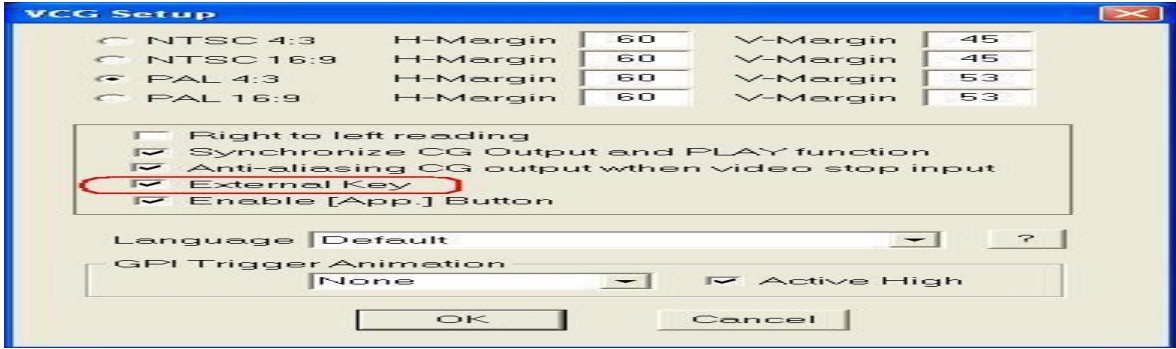 VCG Setup
NTSC 4:3 H-Margin 60 V-Margin 45
NTSC 16:9 H-Margin 60 V-Margin 45
PAL 4:3 H-Margin 60 V-Margin 53
PAL 16:9 H-Margin 60 V-Margin 53
Right to left reading
Synchronize CG Output and PLAY function
Anti-aliasing CG output wthen video stop input
External Key
Enable [App.] Button
Language Default ?
GPI Trigger Animation
None Active High
OK Cancel